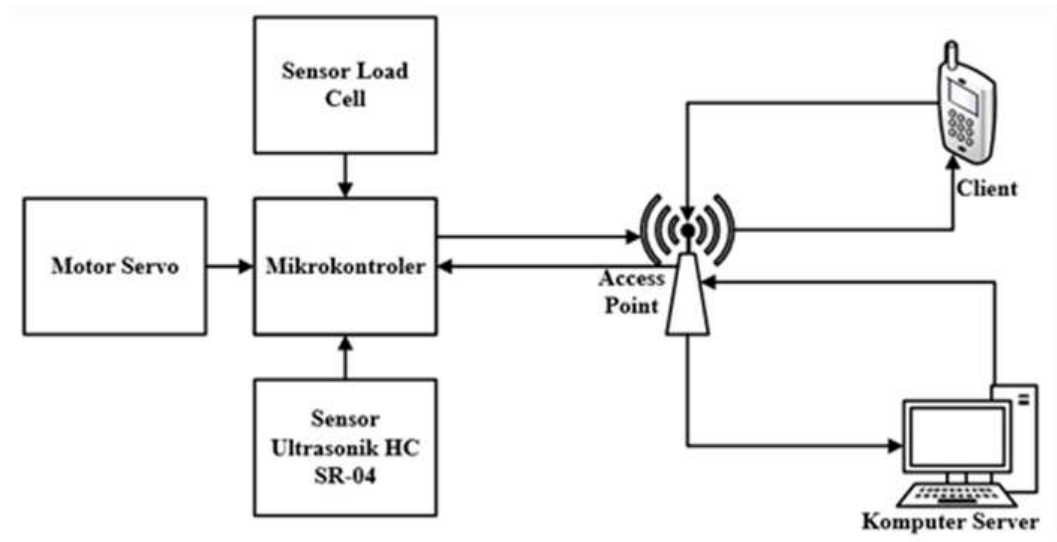 Sensor Load
Cell
Motor Servo
Mikrokontroler
Sensor
Ultrasonik HC
SR-04
Access
Point
Client
Komputer Server